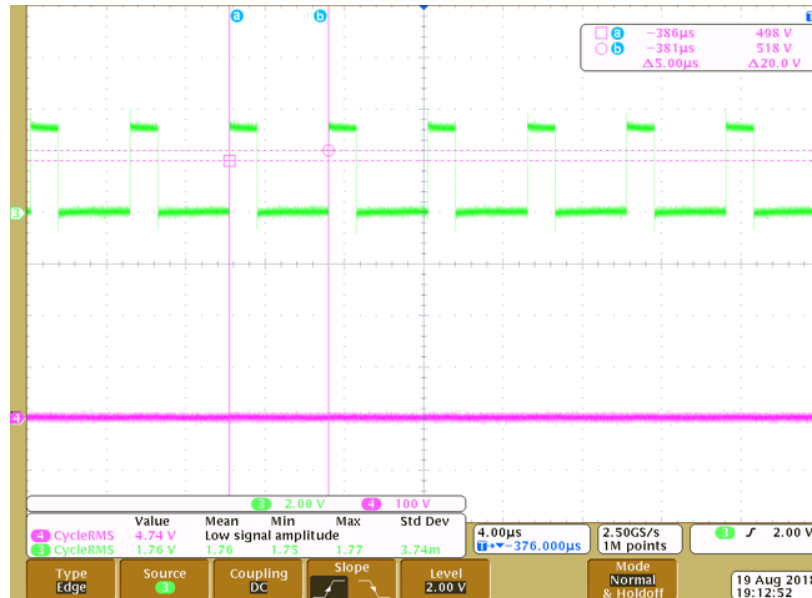 a b T
a −386µs 498 V
b −381µs 518 V
Δ5.00µs Δ20.0 V
3
4
3 2.00 V 4 100 V
Value Mean Min Max Std Dev
4 CycleRMS 4.74 V Low signal amplitude
3 CycleRMS 1.76 V 1.76 1.75 1.77 3.74m
4.00µs
T→▼−376.000µs
2.50GS/s
1M points
3 2.00 V
Type
Edge
Source
3
Coupling
DC
Slope
Level
2.00 V
Mode
Normal
& Holdoff
19 Aug 201
19:12:52